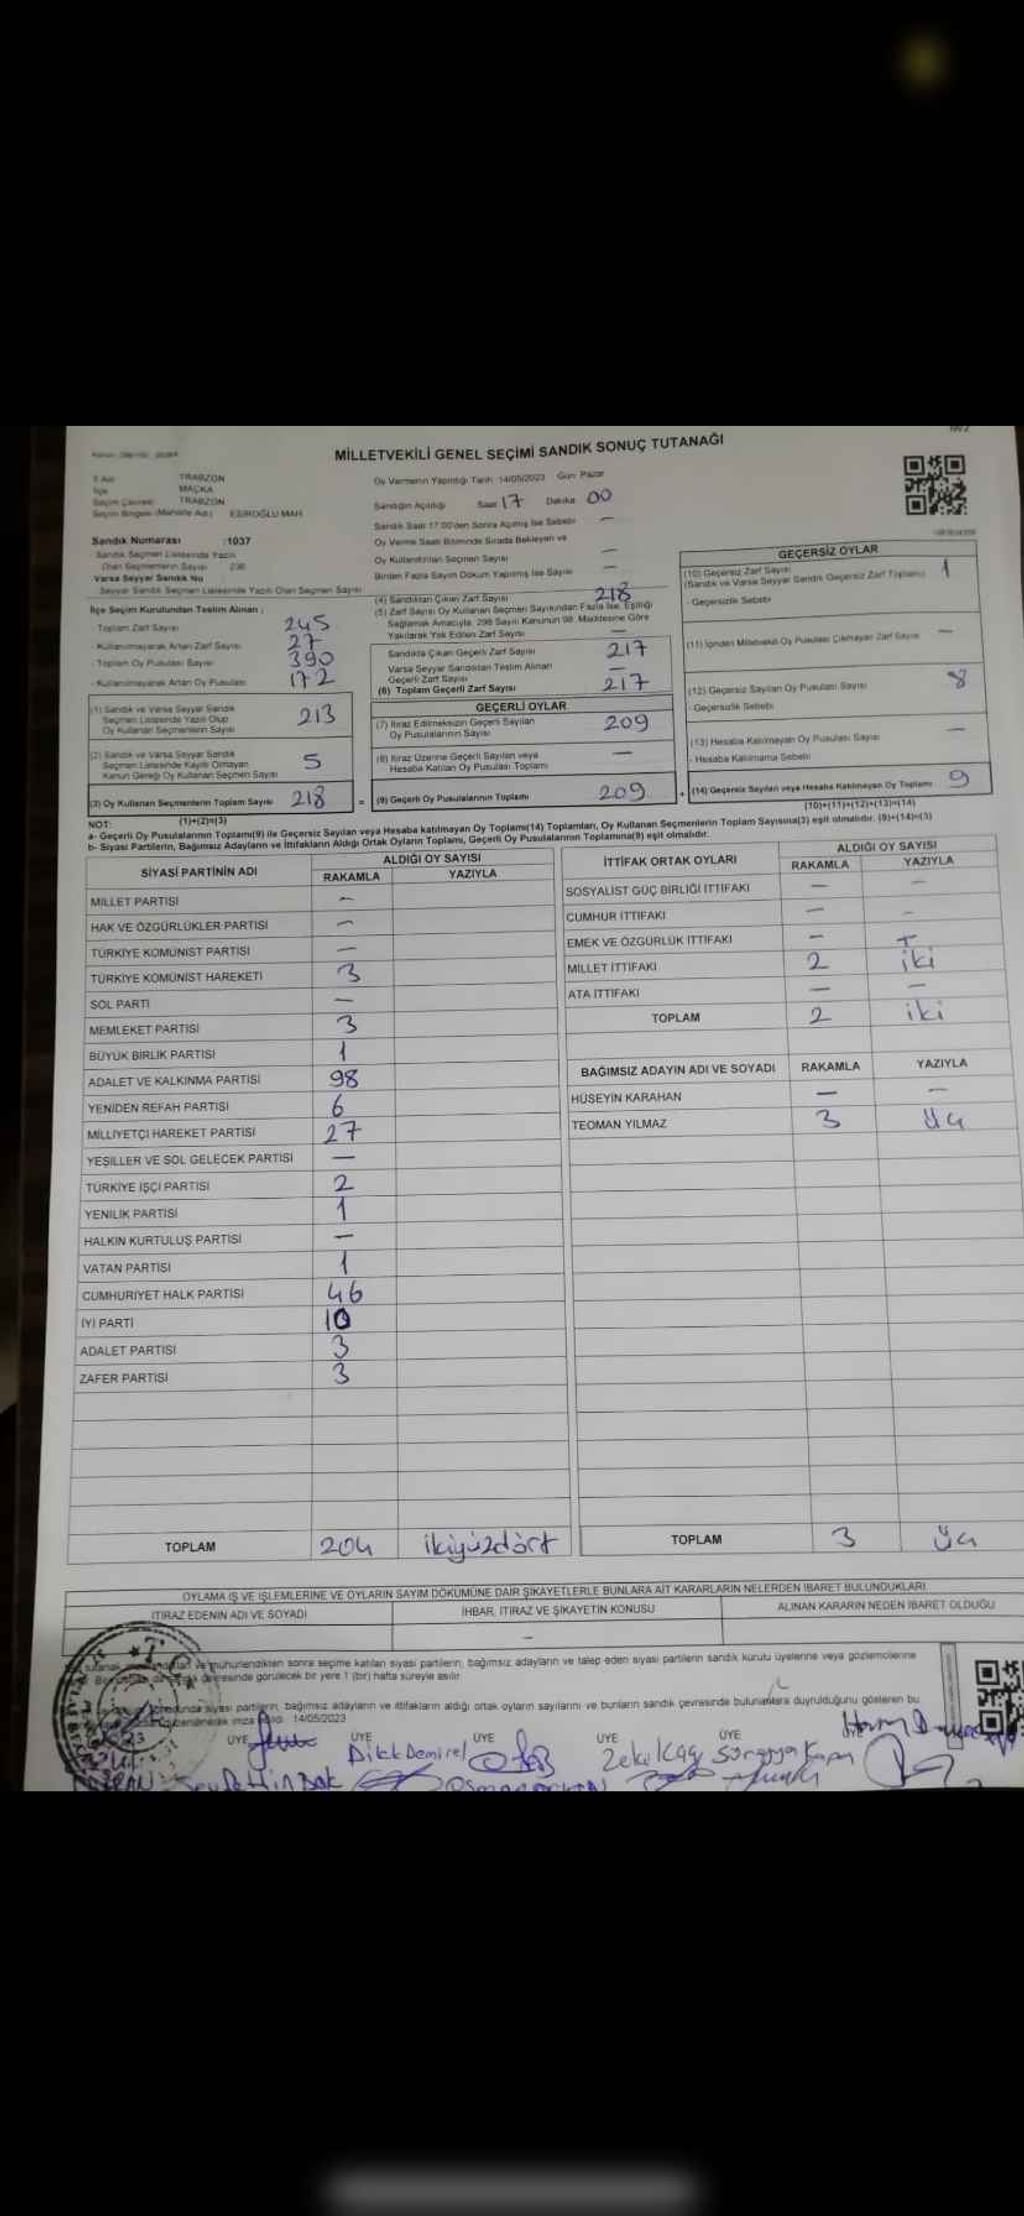 MİLLETVEKİLİ GENEL SEÇİMİ SANDIK SONUÇ TUTANAĞI
TRABZON
İlçe MAÇKA
Seçim Çevresi TRABZON
ESİROĞLU MAH
Oy Vermenin Yapıldığı Tarih 14/05/2023 Gün Pazar
Sandığın Açıldığı Saat 17 Dakika 00
Sandık Saat 17:00'den Sonra Açılmış İse Sebebi —
Oy Verme Saati Bitiminde Sırada Bekleyen ve
Oy Kullandırılan Seçmen Sayısı —
Birden Fazla Sayım Döküm Yapılmış İse Sayısı —
Sandık Numarası :1037
Sandık Seçmen Listesinde Yazılı
Olan Seçmenlerin Sayısı
Varsa Seyyar Sandık No
Seyyar Sandık Seçmen Listesinde Yazılı Olan Seçmen Sayısı
İlçe Seçim Kurulundan Teslim Alınan ;
- Toplam Zarf Sayısı 245
- Kullanılmayarak Artan Zarf Sayısı 27
- Toplam Oy Pusulası Sayısı 390
- Kullanılmayarak Artan Oy Pusulası 172
(1) Sandık ve Varsa Seyyar Sandık
Seçmen Listesinde Yazılı Olup
Oy Kullanan Seçmenlerin Sayısı 213
(2) Sandık ve Varsa Seyyar Sandık
Seçmen Listesinde Kayıtlı Olmayan
Kanun Gereği Oy Kullanan Seçmen Sayısı 5
(3) Oy Kullanan Seçmenlerin Toplam Sayısı 218
(1)+(2)=(3)
(4) Sandıktan Çıkan Zarf Sayısı 218
(5) Zarf Sayısı Oy Kullanan Seçmen Sayısından Fazla İse, Eşitliği
Sağlamak Amacıyla, 298 Sayılı Kanunun 98. Maddesine Göre
Yakılarak Yok Edilen Zarf Sayısı —
Sandıkta Çıkan Geçerli Zarf Sayısı 217
Varsa Seyyar Sandıktan Teslim Alınan
Geçerli Zarf Sayısı —
(6) Toplam Geçerli Zarf Sayısı 217
GEÇERLİ OYLAR
(7) İtiraz Edilmeksizin Geçerli Sayılan
Oy Pusulalarının Sayısı 209
(8) İtiraz Üzerine Geçerli Sayılan veya
Hesaba Katılan Oy Pusulası Toplamı —
= (9) Geçerli Oy Pusulalarının Toplamı 209
GEÇERSİZ OYLAR
(10) Geçersiz Zarf Sayısı 1
(Sandık ve Varsa Seyyar Sandık Geçersiz Zarf Toplamı)
- Geçersizlik Sebebi
(11) İçinden Milletvekili Oy Pusulası Çıkmayan Zarf Sayısı —
(12) Geçersiz Sayılan Oy Pusulası Sayısı 8
- Geçersizlik Sebebi
(13) Hesaba Katılmayan Oy Pusulası Sayısı —
- Hesaba Katılmama Sebebi
+ (14) Geçersiz Sayılan veya Hesaba Katılmayan Oy Toplamı 9
(10)+(11)+(12)+(13)=(14)
NOT:
a- Geçerli Oy Pusulalarının Toplamı(9) ile Geçersiz Sayılan veya Hesaba katılmayan Oy Toplamı(14) Toplamları, Oy Kullanan Seçmenlerin Toplam Sayısına(3) eşit olmalıdır. (9)+(14)=(3)
b- Siyasi Partilerin, Bağımsız Adayların ve İttifakların Aldığı Ortak Oyların Toplamı, Geçerli Oy Pusulalarının Toplamına(9) eşit olmalıdır.
SİYASİ PARTİNİN ADI ALDIĞI OY SAYISI
RAKAMLA YAZIYLA
MİLLET PARTİSİ —
HAK VE ÖZGÜRLÜKLER PARTİSİ —
TÜRKİYE KOMÜNİST PARTİSİ —
TÜRKİYE KOMÜNİST HAREKETİ 3
SOL PARTİ —
MEMLEKET PARTİSİ 3
BÜYÜK BİRLİK PARTİSİ 1
ADALET VE KALKINMA PARTİSİ 98
YENİDEN REFAH PARTİSİ 6
MİLLİYETÇİ HAREKET PARTİSİ 27
YEŞİLLER VE SOL GELECEK PARTİSİ —
TÜRKİYE İŞÇİ PARTİSİ 2
YENİLİK PARTİSİ 1
HALKIN KURTULUŞ PARTİSİ —
VATAN PARTİSİ 1
CUMHURİYET HALK PARTİSİ 46
İYİ PARTİ 10
ADALET PARTİSİ 3
ZAFER PARTİSİ 3
TOPLAM 204 ikiyüzdört
İTTİFAK ORTAK OYLARI ALDIĞI OY SAYISI
RAKAMLA YAZIYLA
SOSYALİST GÜÇ BİRLİĞİ İTTİFAKI — —
CUMHUR İTTİFAKI — —
EMEK VE ÖZGÜRLÜK İTTİFAKI —
MİLLET İTTİFAKI 2 iki
ATA İTTİFAKI — —
TOPLAM 2 iki
BAĞIMSIZ ADAYIN ADI VE SOYADI RAKAMLA YAZIYLA
HÜSEYİN KARAHAN — —
TEOMAN YILMAZ 3 üç
TOPLAM 3 üç
OYLAMA İŞ VE İŞLEMLERİNE VE OYLARIN SAYIM DÖKÜMÜNE DAİR ŞİKAYETLERLE BUNLARA AİT KARARLARIN NELERDEN İBARET BULUNDUKLARI
İTİRAZ EDENİN ADI VE SOYADI İHBAR, İTİRAZ VE ŞİKAYETİN KONUSU ALINAN KARARIN NEDEN İBARET OLDUĞU
—
ve mühürlendikten sonra seçime katılan siyasi partilerin, bağımsız adayların ve talep eden siyasi partilerin sandık kurulu üyelerine veya gözlemcilerine
çevresinde görülecek bir yere 1 (bir) hafta süreyle asılır.
siyasi partilerin, bağımsız adayların ve ittifakların aldığı ortak oyların sayılarını ve bunların sandık çevresinde bulunanlara duyrulduğunu gösteren bu
imza 14/05/2023
ÜYE ÜYE ÜYE ÜYE ÜYE
Demirel Zeki